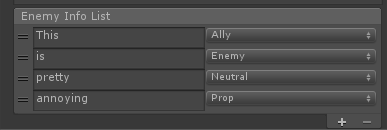 Enemy Info List
This Ally
is Enemy
pretty Neutral
annoying Prop
+ −